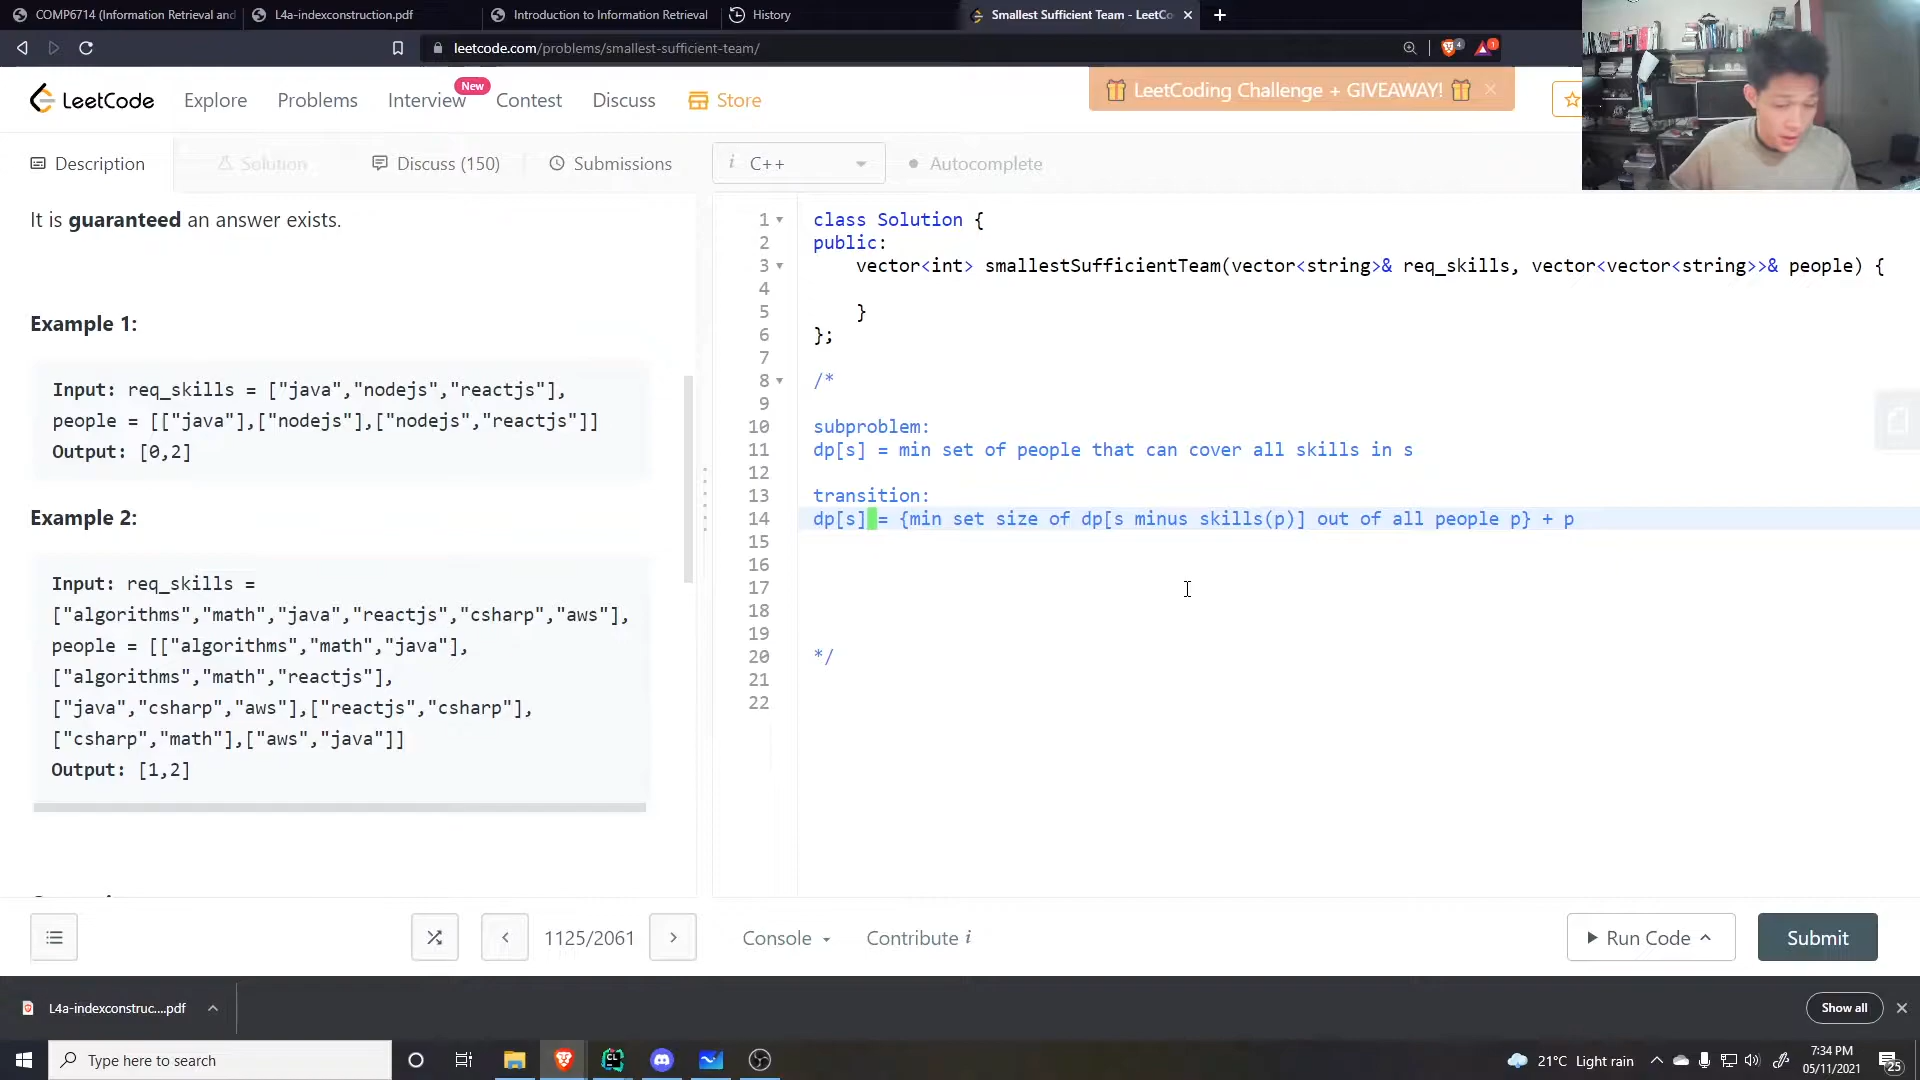 COMP6714 (Information Retrieval and
L4a-indexconstruction.pdf
Introduction to Information Retrieval
History
Smallest Sufficient Team - LeetCo
leetcode.com/problems/smallest-sufficient-team/
4
1
LeetCode
Explore
Problems
Interview
New
Contest
Discuss
Store
LeetCoding Challenge + GIVEAWAY!
Description
Solution
Discuss (150)
Submissions
i C++
Autocomplete
It is guaranteed an answer exists.
Example 1:
Input: req_skills = ["java","nodejs","reactjs"],
people = [["java"],["nodejs"],["nodejs","reactjs"]]
Output: [0,2]
Example 2:
Input: req_skills =
["algorithms","math","java","reactjs","csharp","aws"],
people = [["algorithms","math","java"],
["algorithms","math","reactjs"],
["java","csharp","aws"],["reactjs","csharp"],
["csharp","math"],["aws","java"]]
Output: [1,2]
1 class Solution {
2 public:
3 vector<int> smallestSufficientTeam(vector<string>& req_skills, vector<vector<string>>& people) {
4
5 }
6 };
7
8 /*
9
10 subproblem:
11 dp[s] = min set of people that can cover all skills in s
12
13 transition:
14 dp[s] = {min set size of dp[s minus skills(p)] out of all people p} + p
15
16
17
18
19
20 */
21
22
1125/2061
Console
Contribute i
Run Code
Submit
L4a-indexconstruc....pdf
Show all
Type here to search
21°C Light rain
7:34 PM
05/11/2021
25